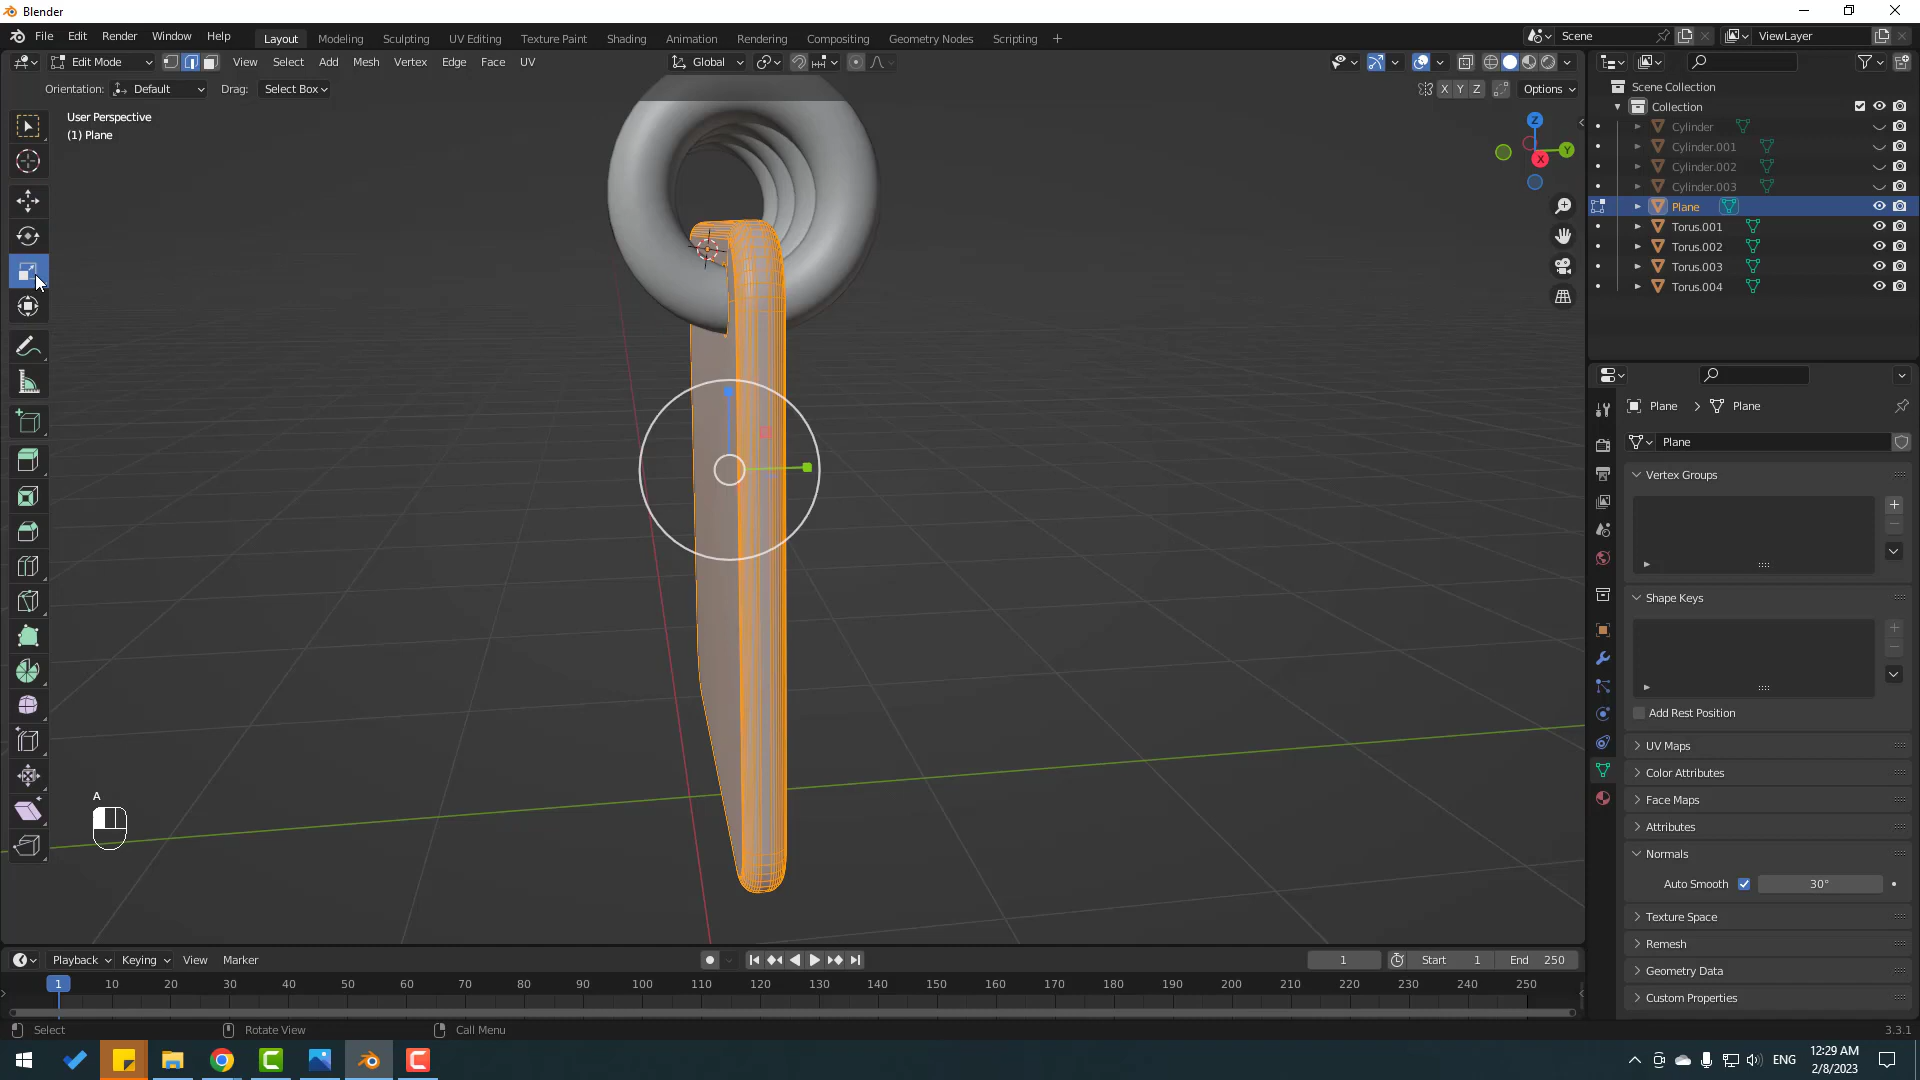 Blender
File Edit Render Window Help
Layout Modeling Sculpting UV Editing Texture Paint Shading Animation Rendering Compositing Geometry Nodes Scripting
Scene
ViewLayer
Edit Mode View Select Add Mesh Vertex Edge Face UV
Global
Orientation: Default Drag: Select Box
X Y Z Options
User Perspective
(1) Plane
Z
Y
X
Scene Collection
Collection
Cylinder
Cylinder.001
Cylinder.002
Cylinder.003
Plane
Torus.001
Torus.002
Torus.003
Torus.004
Plane > Plane
Plane
Vertex Groups
Shape Keys
Add Rest Position
UV Maps
Color Attributes
Face Maps
Attributes
Normals
Auto Smooth 30°
Texture Space
Remesh
Geometry Data
Custom Properties
A
Playback Keying View Marker
1 Start 1 End 250
1 10 20 30 40 50 60 70 80 90 100 110 120 130 140 150 160 170 180 190 200 210 220 230 240 250
Select Rotate View Call Menu
3.3.1
ENG
12:29 AM
2/8/2023